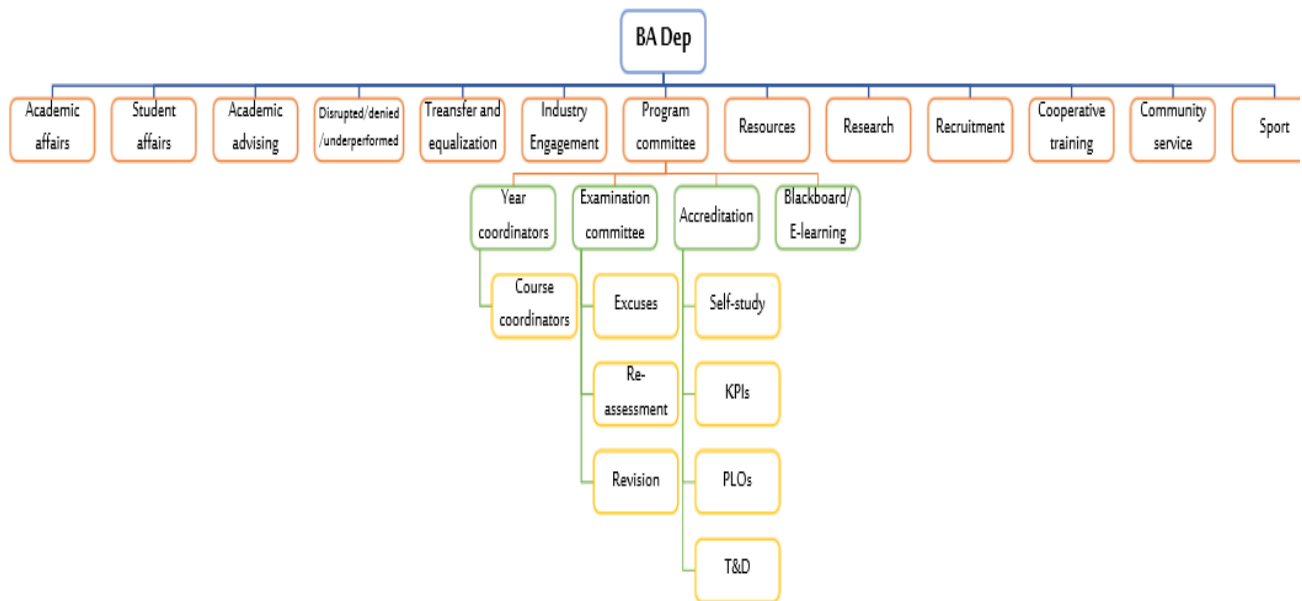 BA Dep
Academic
affairs
Student
affairs
Academic
advising
Disrupted/denied
/underperformed
Treansfer and
equalization
Industry
Engagement
Program
committee
Resources
Research
Recruitment
Cooperative
training
Community
service
Sport
Year
coordinators
Examination
committee
Accreditation
Blackboard/
E-learning
Course
coordinators
Excuses
Self-study
Re-
assessment
KPIs
Revision
PLOs
T&D